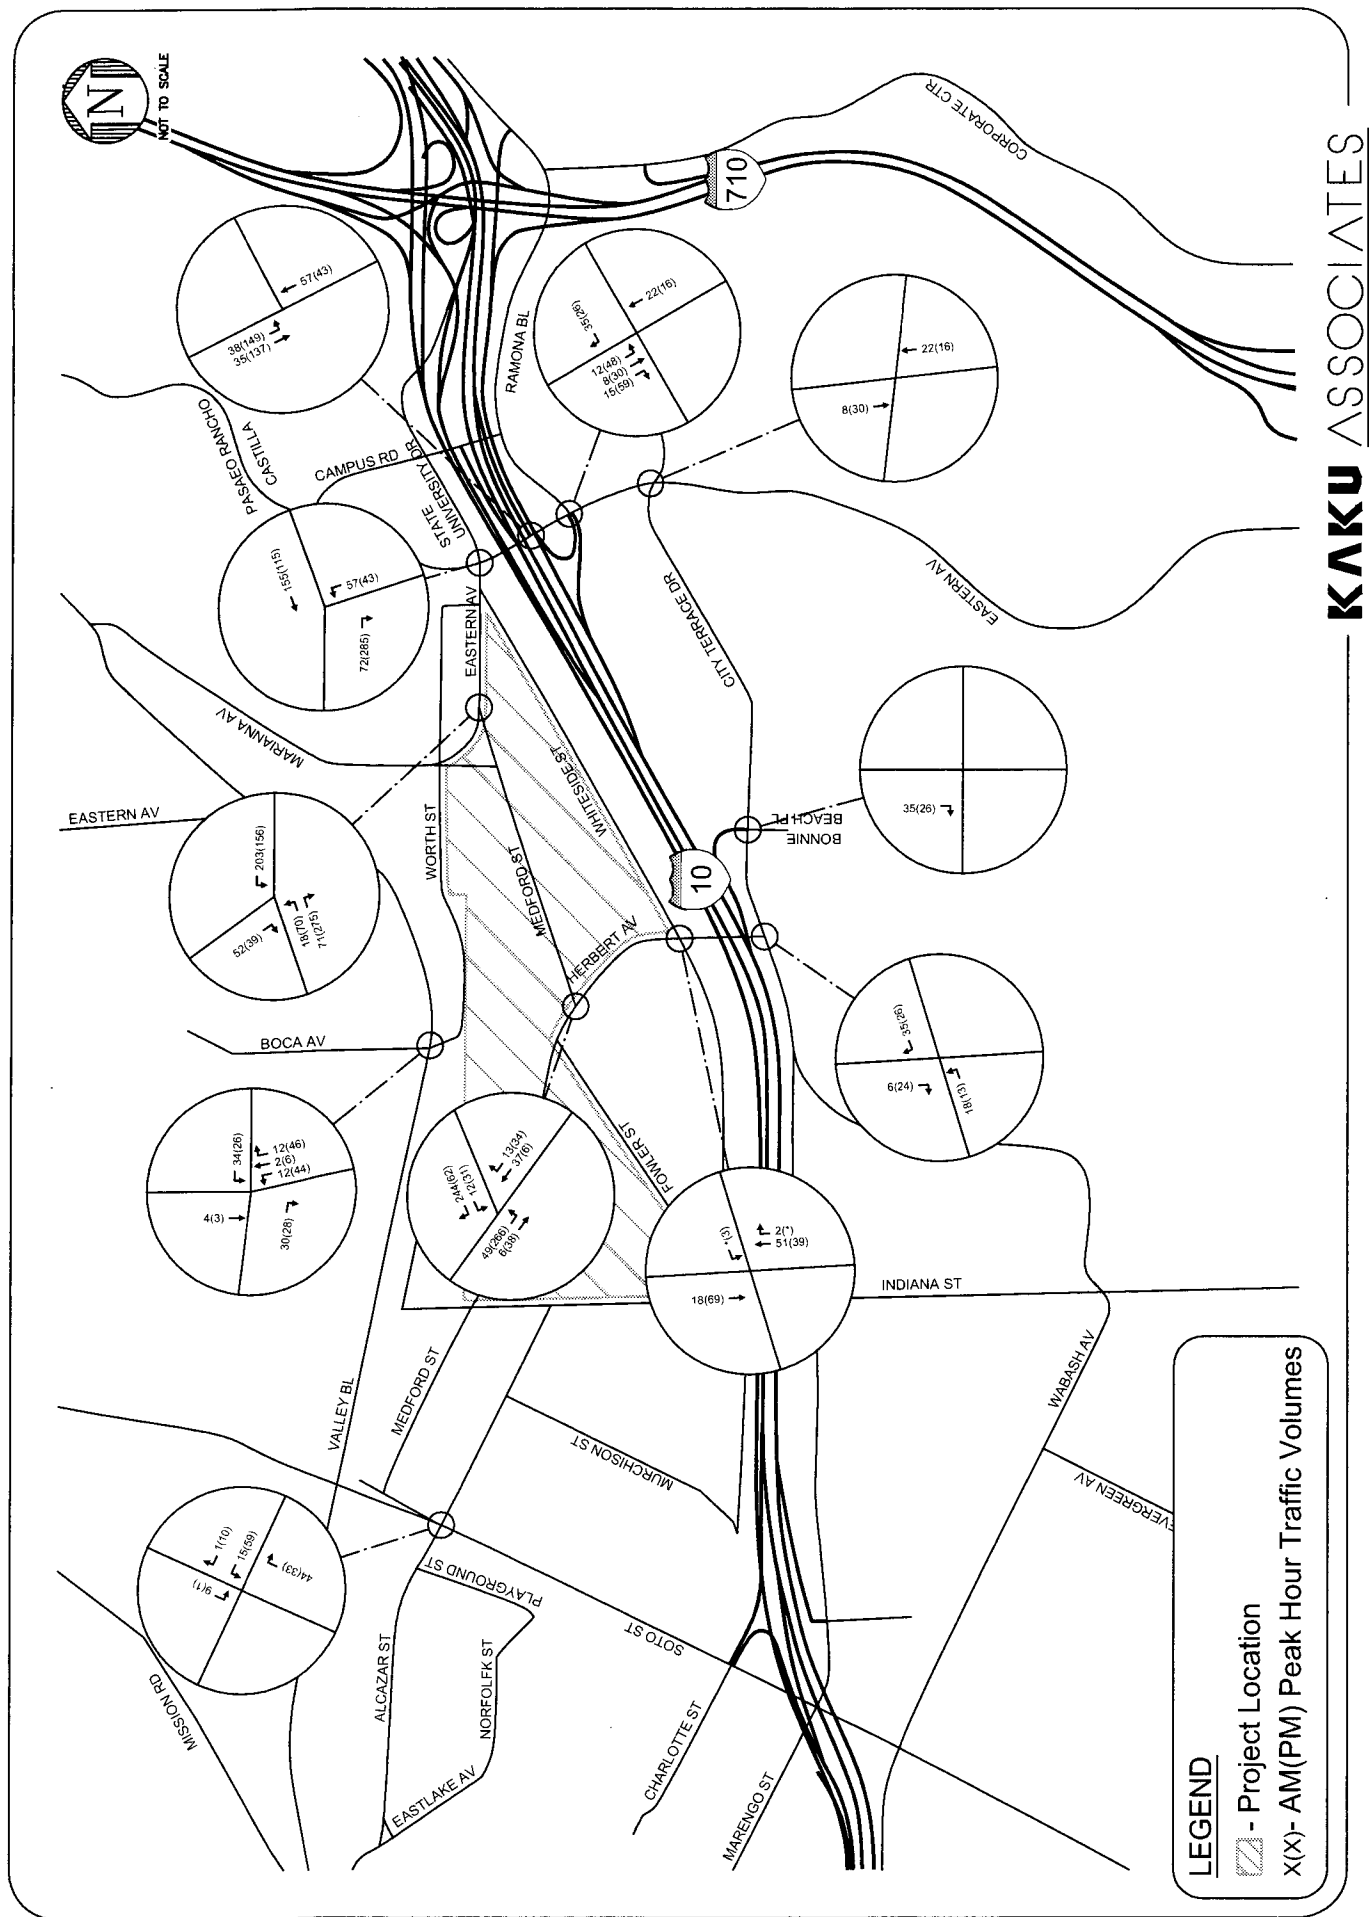 N
NOT TO SCALE
CORPORATE CTR
710
57(43)
38(149)
35(137)
RAMONA BL
35(26)
22(16)
12(48)
8(30)
15(59)
22(16)
8(30)
PASAEO RANCHO
CASTILLA
CAMPUS RD
STATE
UNIVERSITY DR
155(115)
57(43)
72(285)
EASTERN AV
CITY TERRACE DR
EASTERN AV
MARIANNA AV
EASTERN AV
WORTH ST
WHITESIDE ST
MEDFORD ST
203(156)
52(39)
18(70)
71(275)
10
BONNIE
BEACH PL
35(26)
HERBERT AV
BOCA AV
34(26)
12(46)
2(6)
12(44)
4(3)
30(28)
244(62)
12(31)
13(34)
37(6)
49(266)
6(38)
FOWLER ST
35(26)
6(24)
18(13)
*(3)
2(*)
51(39)
18(69)
INDIANA ST
WABASH AV
VALLEY BL
MEDFORD ST
MURCHISON ST
EVERGREEN AV
1(10)
15(59)
9(1)
44(33)
PLAYGROUND ST
SOTO ST
MISSION RD
ALCAZAR ST
NORFOLFK ST
EASTLAKE AV
CHARLOTTE ST
MARENGO ST
LEGEND
- Project Location
X(X)- AM(PM) Peak Hour Traffic Volumes
KAKU ASSOCIATES